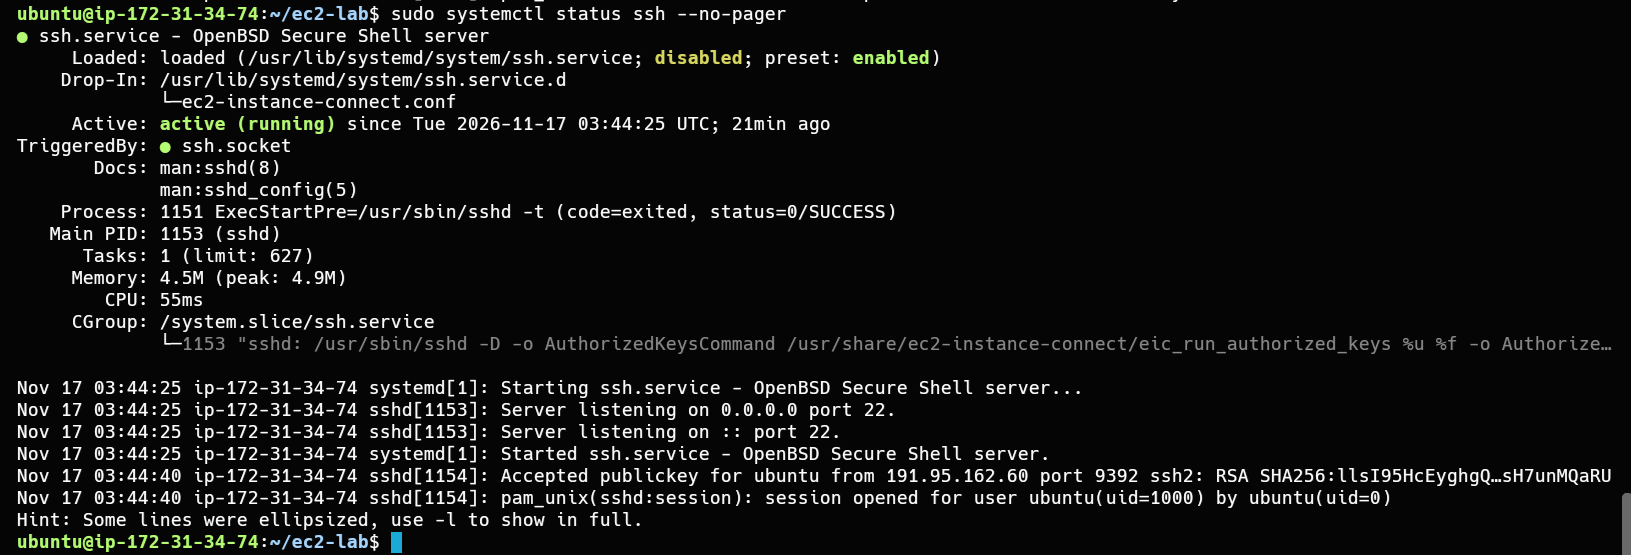 ubuntu@ip-172-31-34-74:~/ec2-lab$ sudo systemctl status ssh --no-pager
● ssh.service - OpenBSD Secure Shell server
     Loaded: loaded (/usr/lib/systemd/system/ssh.service; disabled; preset: enabled)
    Drop-In: /usr/lib/systemd/system/ssh.service.d
             └─ec2-instance-connect.conf
     Active: active (running) since Tue 2026-11-17 03:44:25 UTC; 21min ago
TriggeredBy: ● ssh.socket
       Docs: man:sshd(8)
             man:sshd_config(5)
    Process: 1151 ExecStartPre=/usr/sbin/sshd -t (code=exited, status=0/SUCCESS)
   Main PID: 1153 (sshd)
      Tasks: 1 (limit: 627)
     Memory: 4.5M (peak: 4.9M)
        CPU: 55ms
     CGroup: /system.slice/ssh.service
             └─1153 "sshd: /usr/sbin/sshd -D -o AuthorizedKeysCommand /usr/share/ec2-instance-connect/eic_run_authorized_keys %u %f -o Authorize…
Nov 17 03:44:25 ip-172-31-34-74 systemd[1]: Starting ssh.service - OpenBSD Secure Shell server...
Nov 17 03:44:25 ip-172-31-34-74 sshd[1153]: Server listening on 0.0.0.0 port 22.
Nov 17 03:44:25 ip-172-31-34-74 sshd[1153]: Server listening on :: port 22.
Nov 17 03:44:25 ip-172-31-34-74 systemd[1]: Started ssh.service - OpenBSD Secure Shell server.
Nov 17 03:44:40 ip-172-31-34-74 sshd[1154]: Accepted publickey for ubuntu from 191.95.162.60 port 9392 ssh2: RSA SHA256:llsI95HcEyghgQ…sH7unMQaRU
Nov 17 03:44:40 ip-172-31-34-74 sshd[1154]: pam_unix(sshd:session): session opened for user ubuntu(uid=1000) by ubuntu(uid=0)
Hint: Some lines were ellipsized, use -l to show in full.
ubuntu@ip-172-31-34-74:~/ec2-lab$